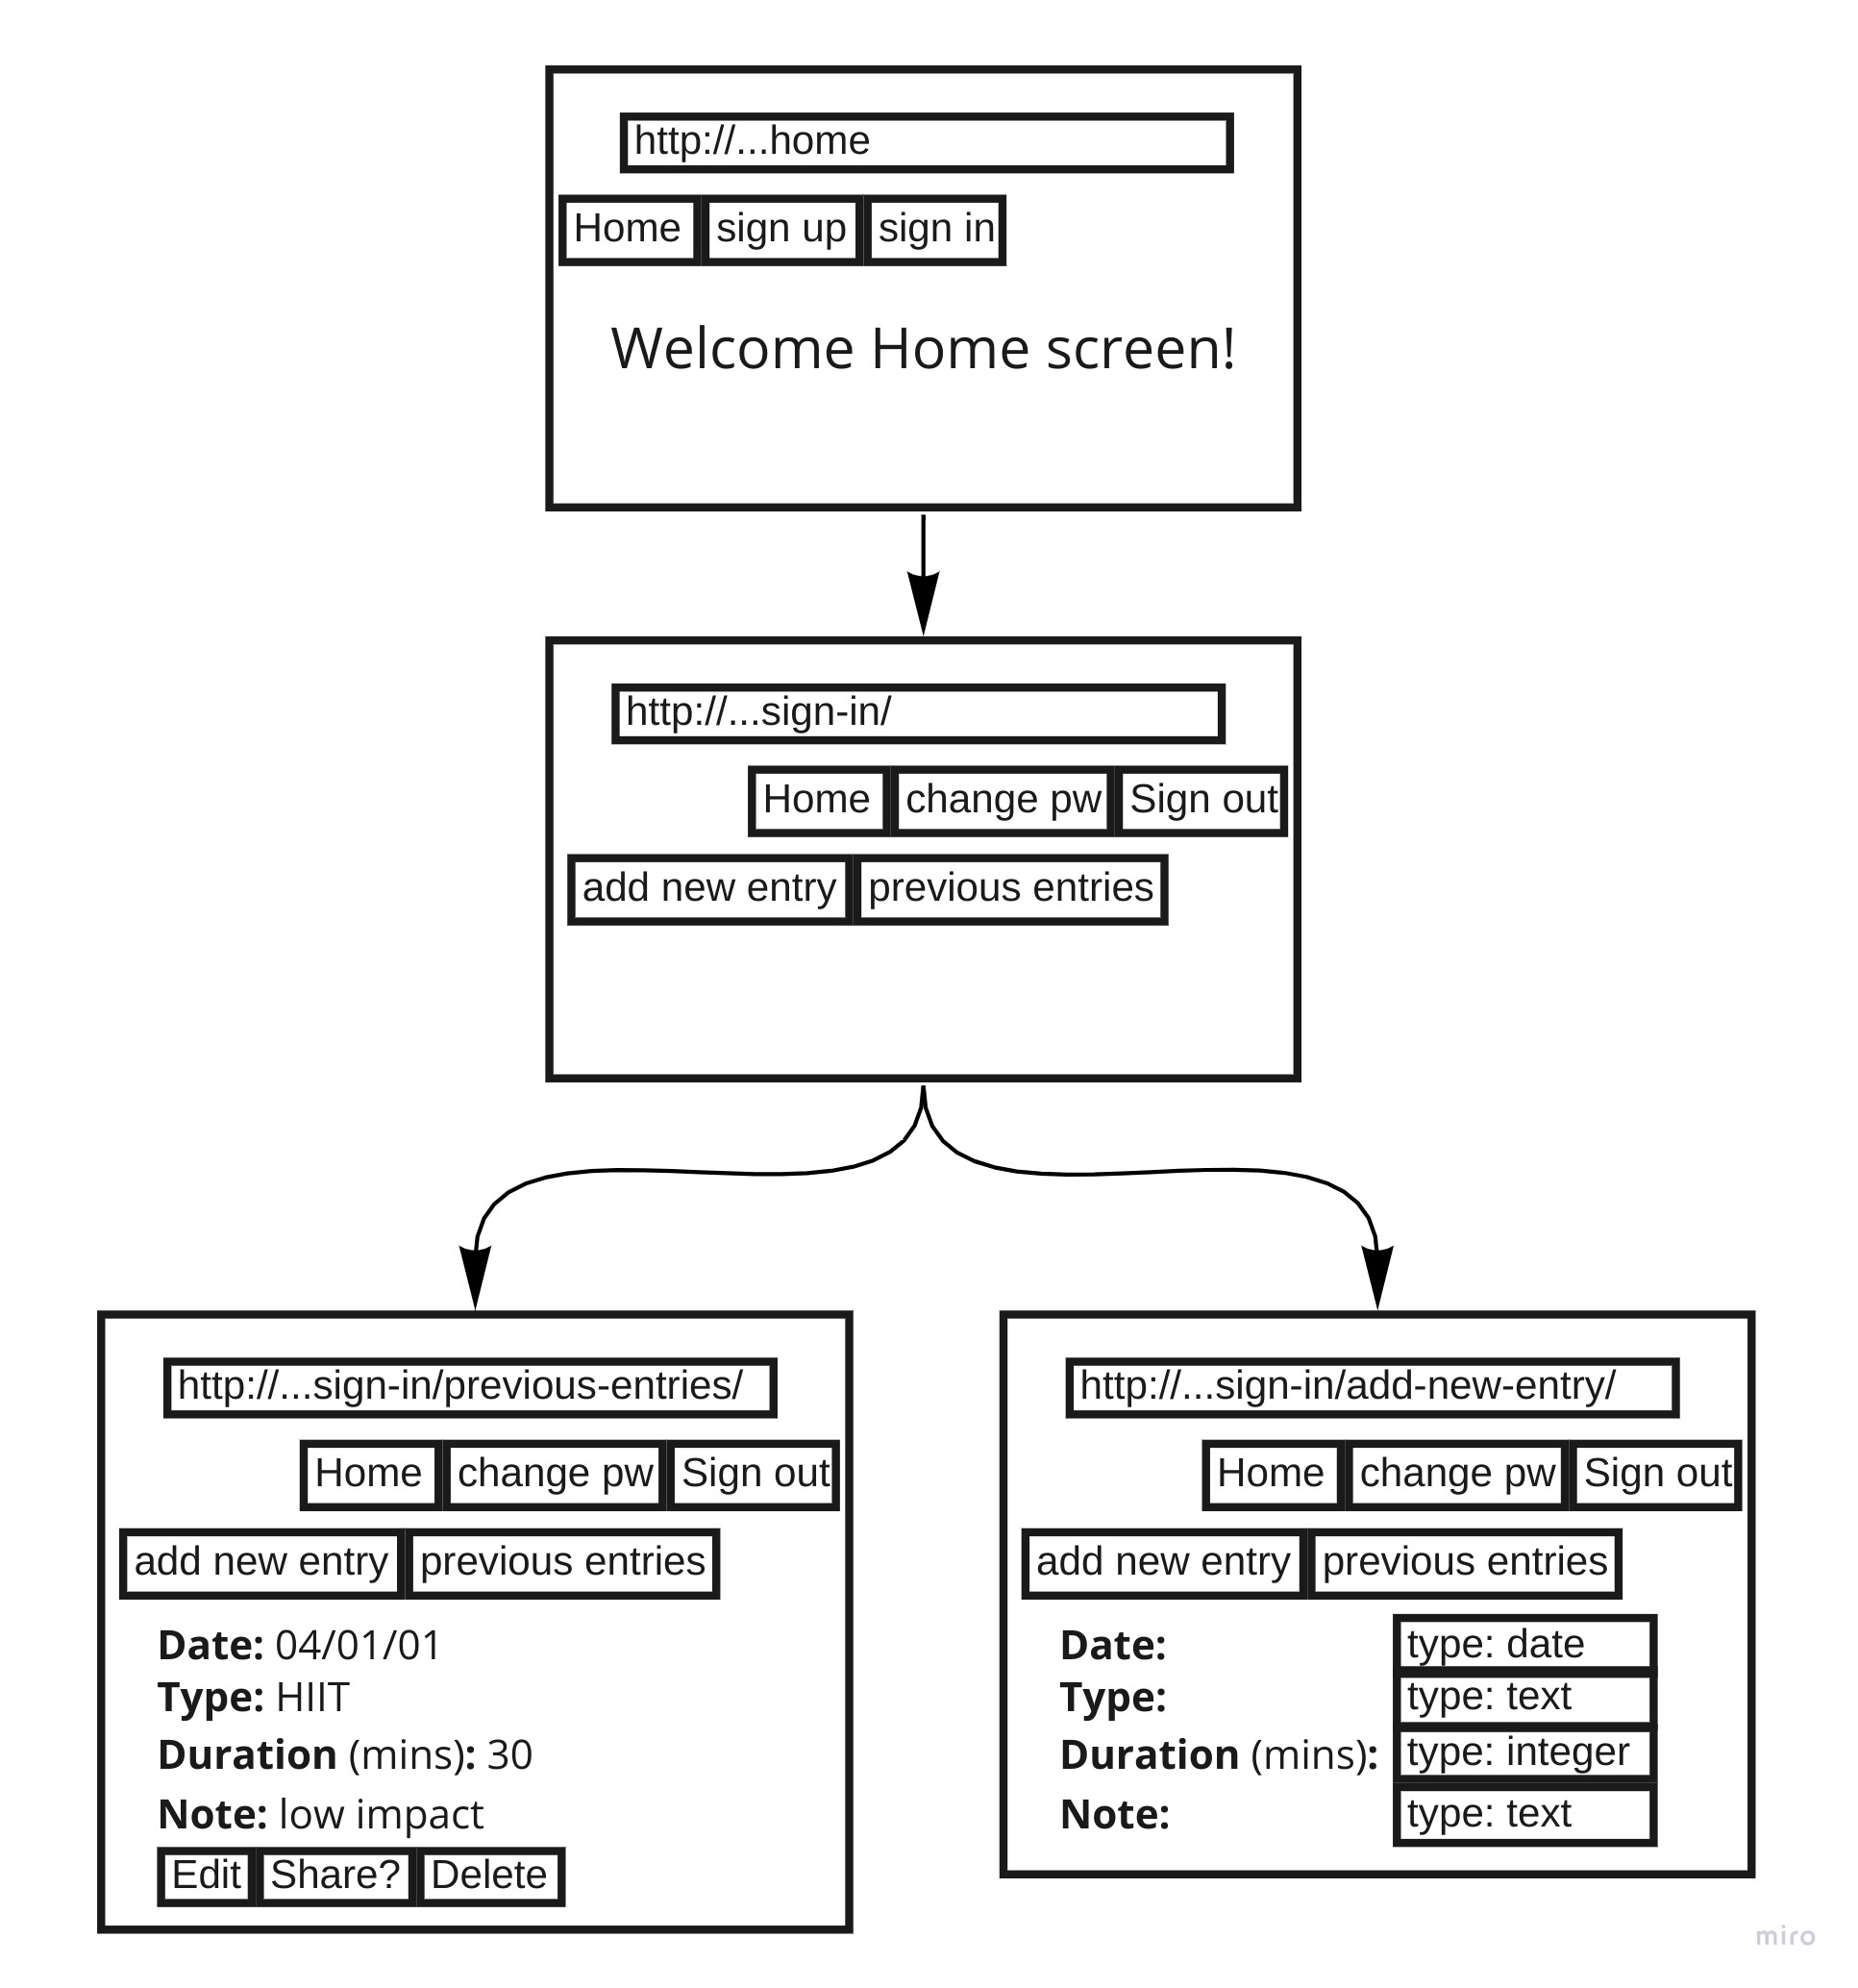 http://...home
Home sign up sign in
Welcome Home screen!
http://...sign-in/
Home change pw Sign out
add new entry previous entries
http://...sign-in/previous-entries/
Home change pw Sign out
add new entry previous entries
Date: 04/01/01
Type: HIIT
Duration (mins): 30
Note: low impact
Edit Share? Delete
http://...sign-in/add-new-entry/
Home change pw Sign out
add new entry previous entries
Date: type: date
Type: type: text
Duration (mins): type: integer
Note: type: text
miro